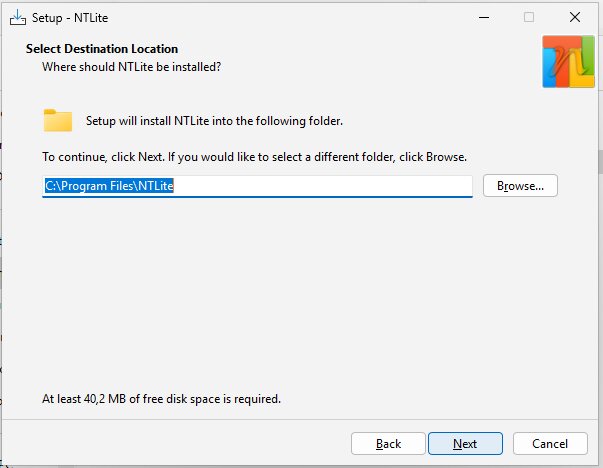 Setup - NTLite
Select Destination Location
Where should NTLite be installed?
Setup will install NTLite into the following folder.
To continue, click Next. If you would like to select a different folder, click Browse.
C:\Program Files\NTLite
Browse...
At least 40,2 MB of free disk space is required.
Back
Next
Cancel